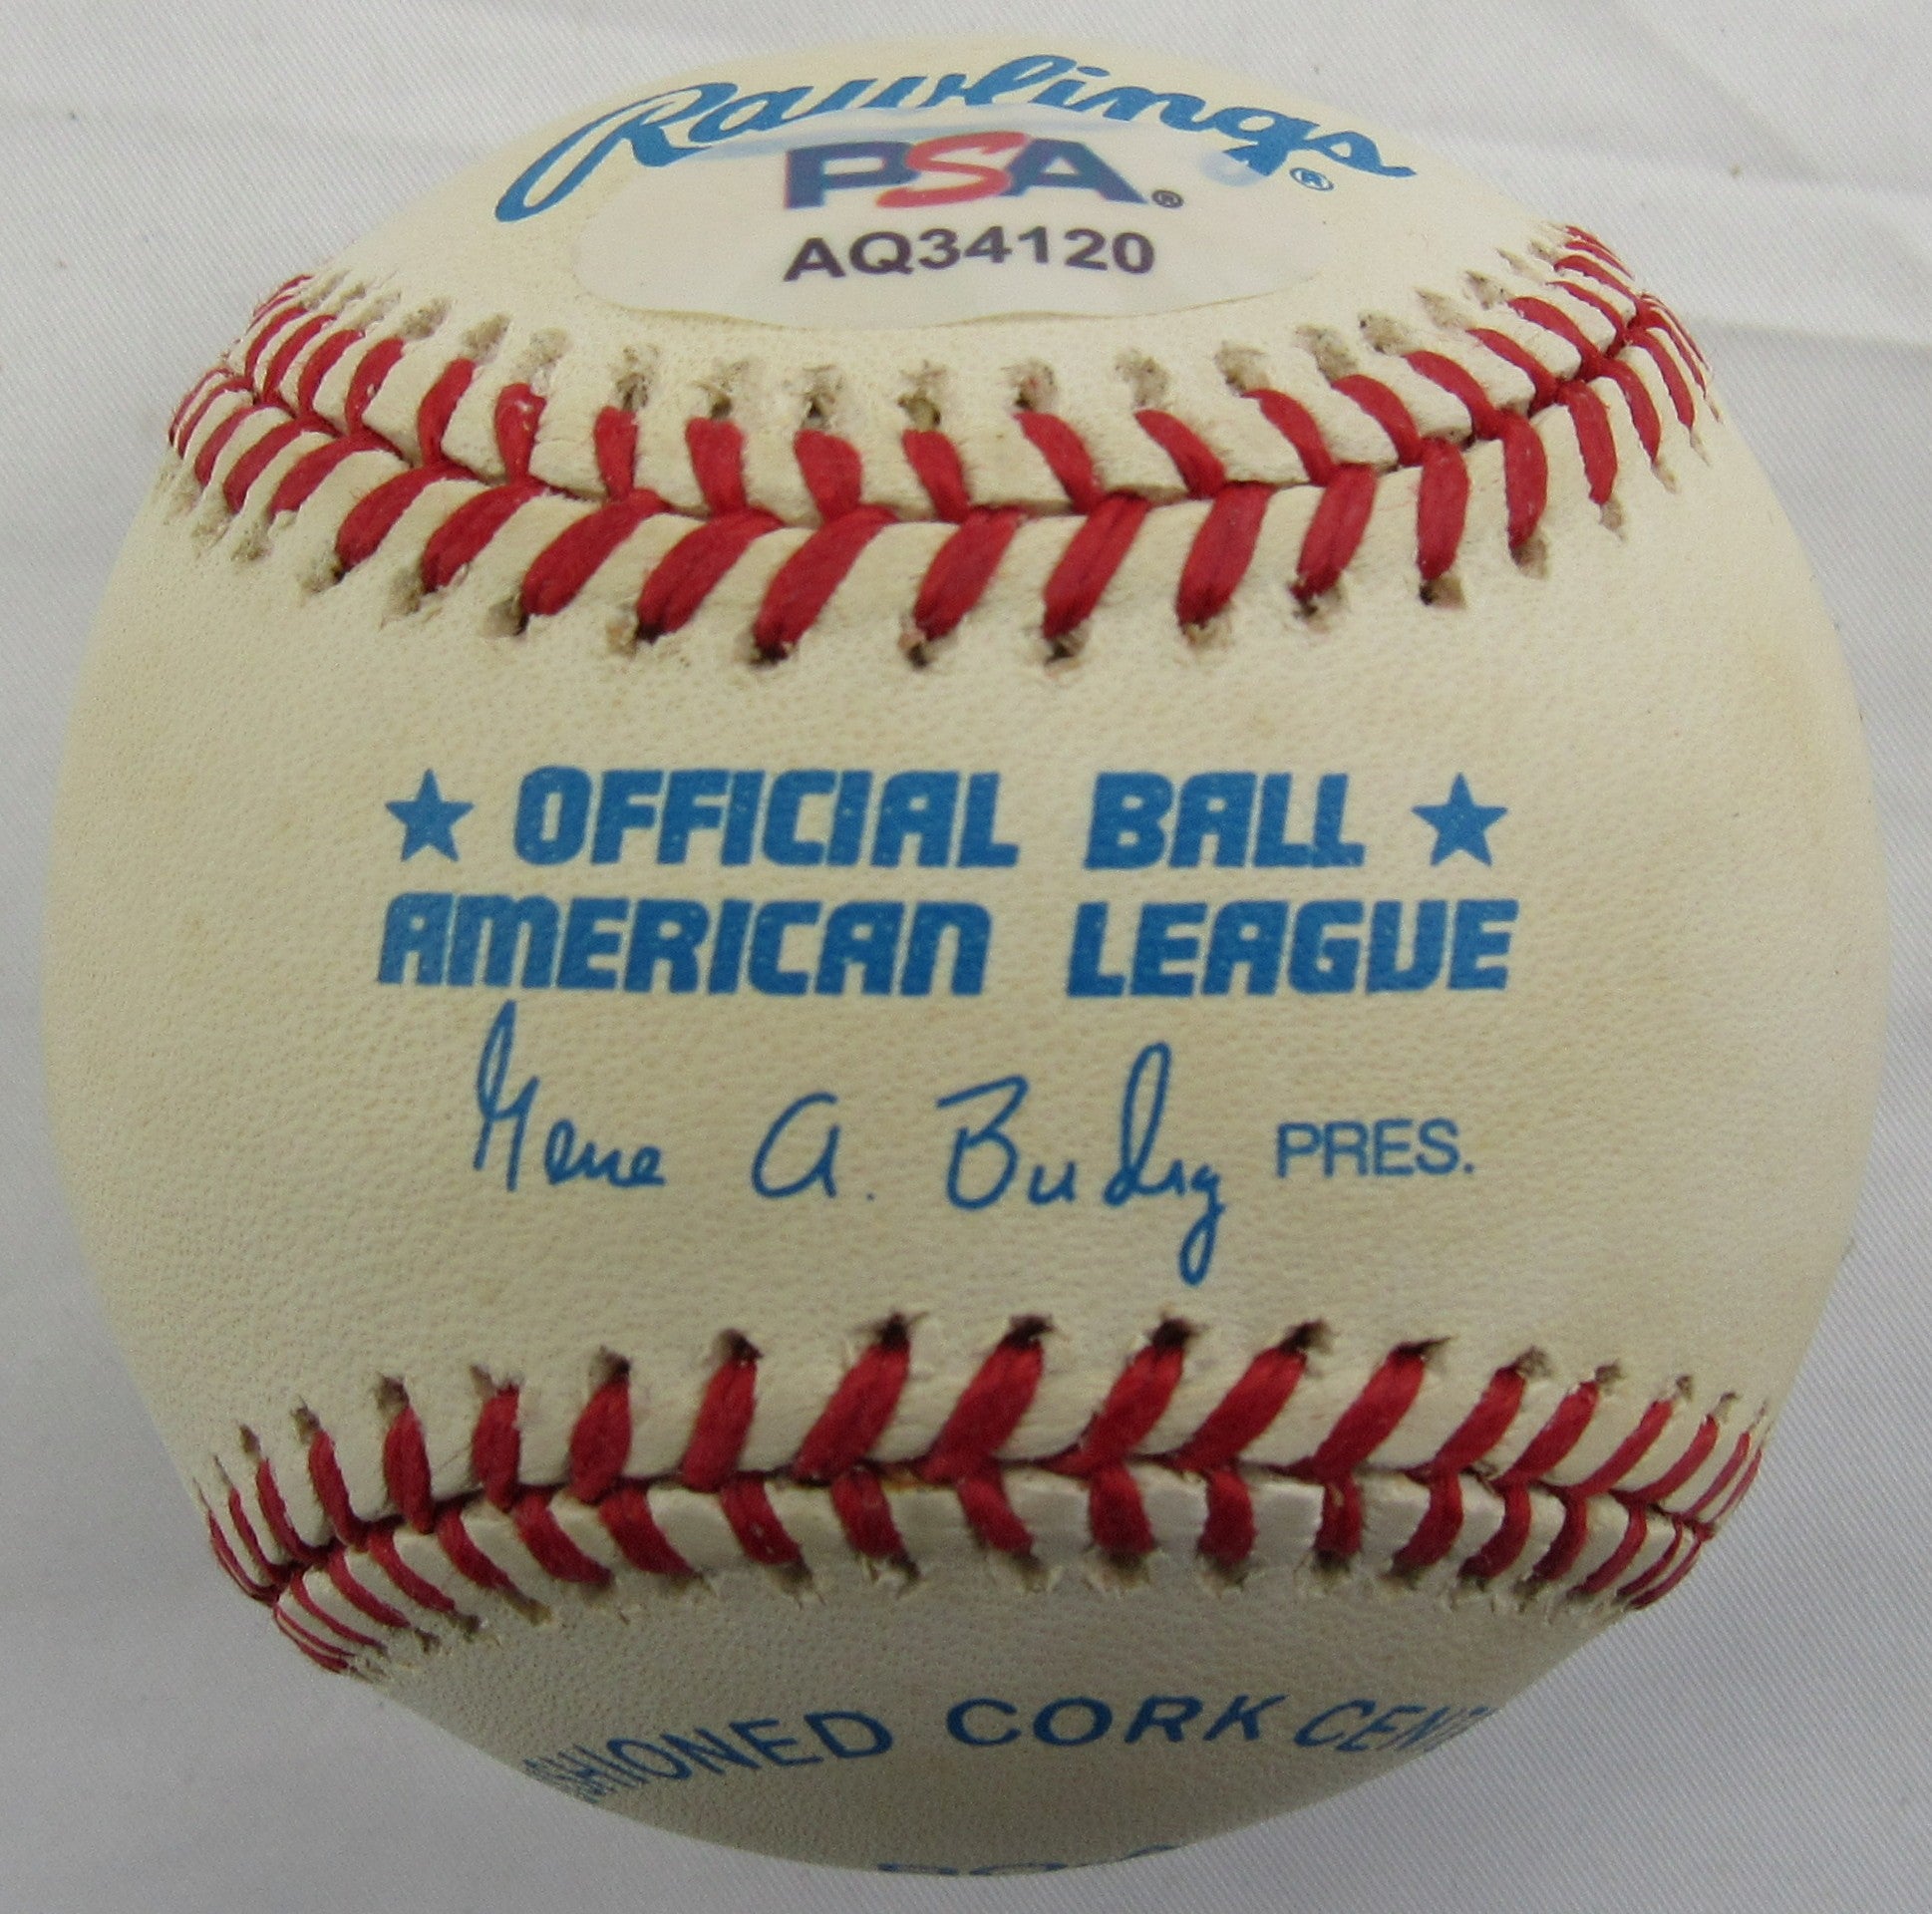 Rawlings®
PSA®
AQ34120
★ OFFICIAL BALL ★
AMERICAN LEAGUE
Gene A. Budig PRES.
CORK